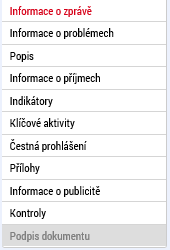 Informace o zprávě
Informace o problémech
Popis
Informace o příjmech
Indikátory
Klíčové aktivity
Čestná prohlášení
Přílohy
Informace o publicitě
Kontroly
Podpis dokumentu